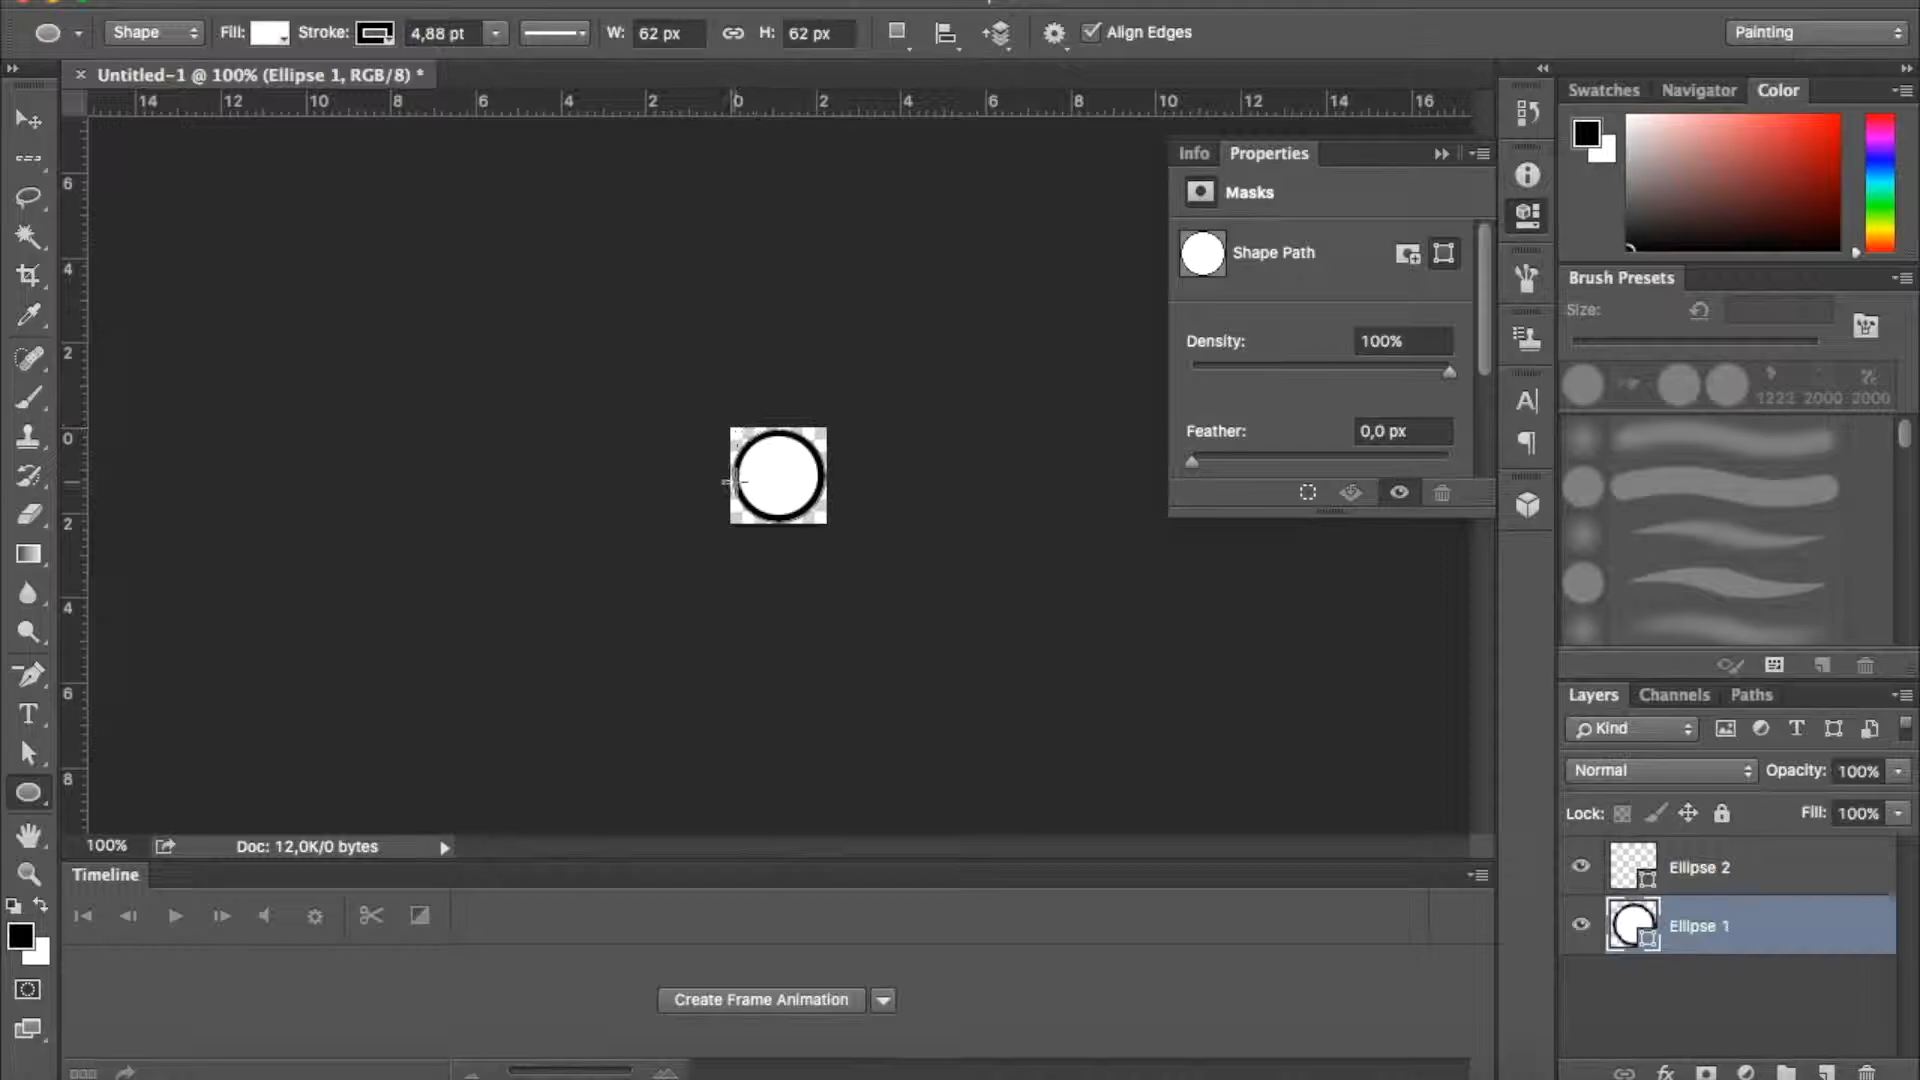 Shape Fill: Stroke: 4,88 pt W: 62 px H: 62 px Align Edges Painting
Untitled-1 @ 100% (Ellipse 1, RGB/8) *
14 12 10 8 6 4 2 0 2 4 6 8 10 12 14 16
6
4
2
0
2
4
6
8
Info Properties
Masks
Shape Path
Density: 100%
Feather: 0,0 px
Swatches Navigator Color
Brush Presets
Size:
1223 2000 2000
Layers Channels Paths
Kind
Normal Opacity: 100%
Lock: Fill: 100%
Ellipse 2
Ellipse 1
100% Doc: 12,0K/0 bytes
Timeline
Create Frame Animation